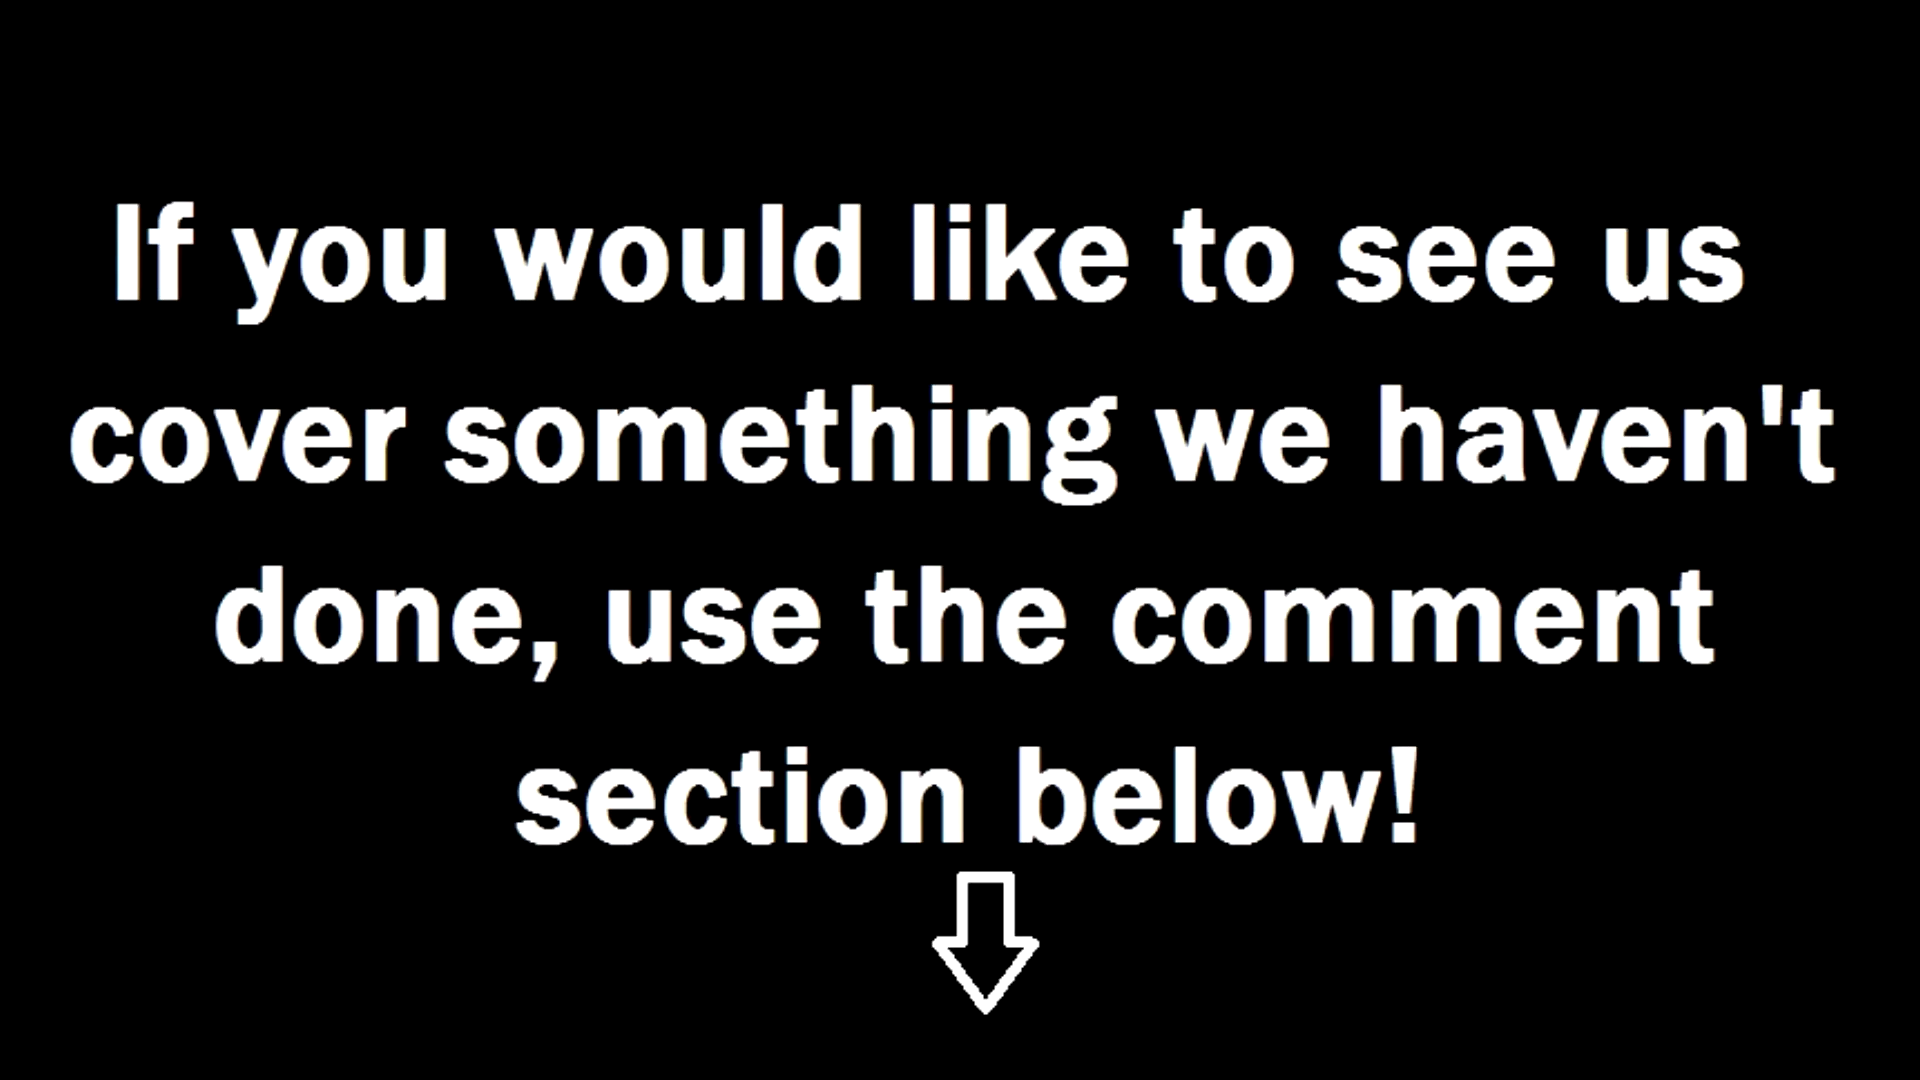 If you would like to see us
cover something we haven't
done, use the comment
section below!